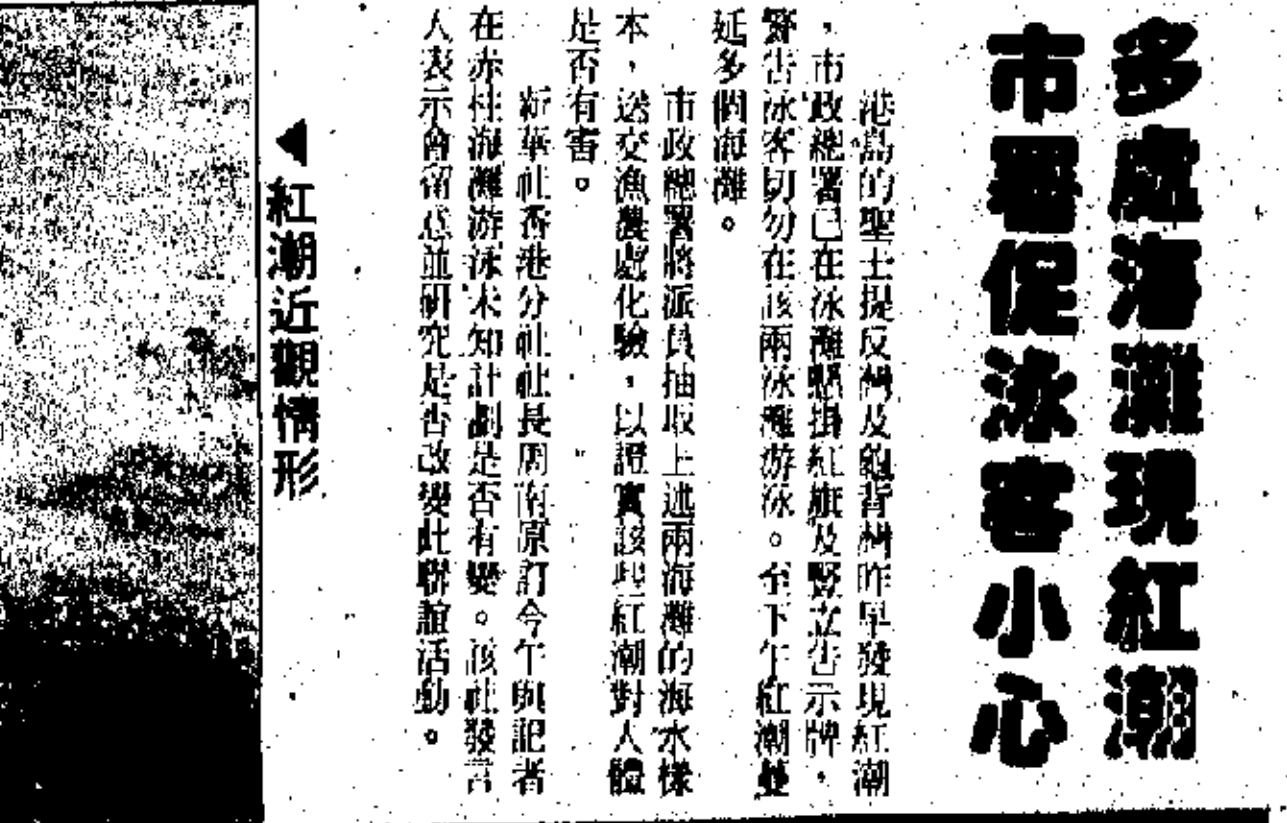 多處海灘現紅潮
市署促泳客小心
港島的聖士提反灣及龜背灣昨早發現紅潮
，市政總署已在泳灘懸掛紅旗及豎立告示牌，
警告泳客切勿在該兩泳灘游泳。至下午紅潮蔓
延多個海灘。
市政總署將派員抽取上述兩海灘的海水樣
本，送交漁農處化驗，以證實該些紅潮對人體
是否有害。
新華社香港分社社長周南原訂今午與記者
在赤柱海灘游泳未知計劃是否有變。該社發言
人表示會留意並研究是否改變此聯誼活動。
◀紅潮近觀情形